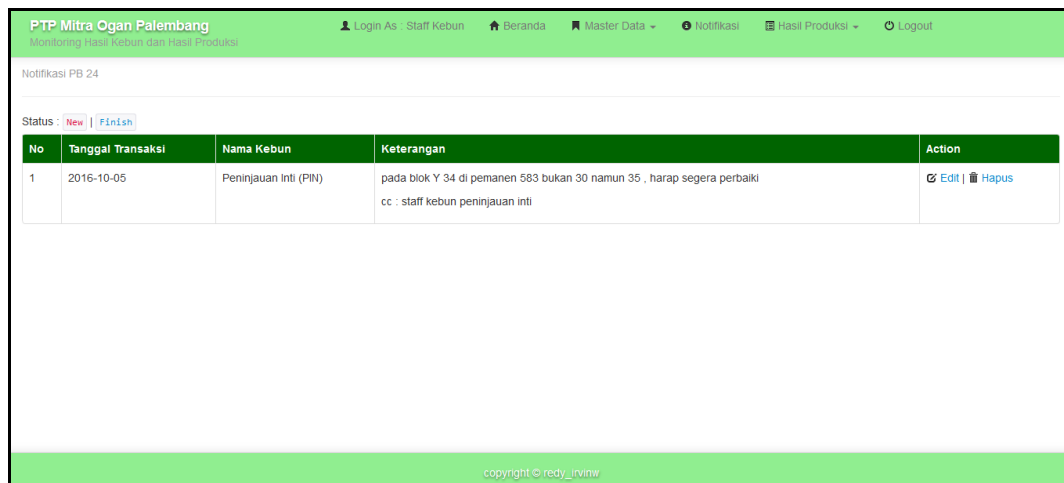 PTP Mitra Ogan Palembang
Monitoring Hasil Kebun dan Hasil Produksi
Login As : Staff Kebun Beranda Master Data Notifikasi Hasil Produksi Logout
Notifikasi PB 24
Status : New | Finish
No Tanggal Transaksi Nama Kebun Keterangan Action
1 2016-10-05 Peninjauan Inti (PIN) pada blok Y 34 di pemanen 583 bukan 30 namun 35 , harap segera perbaiki Edit | Hapus
cc : staff kebun peninjauan inti
copyright © redy_irvinw